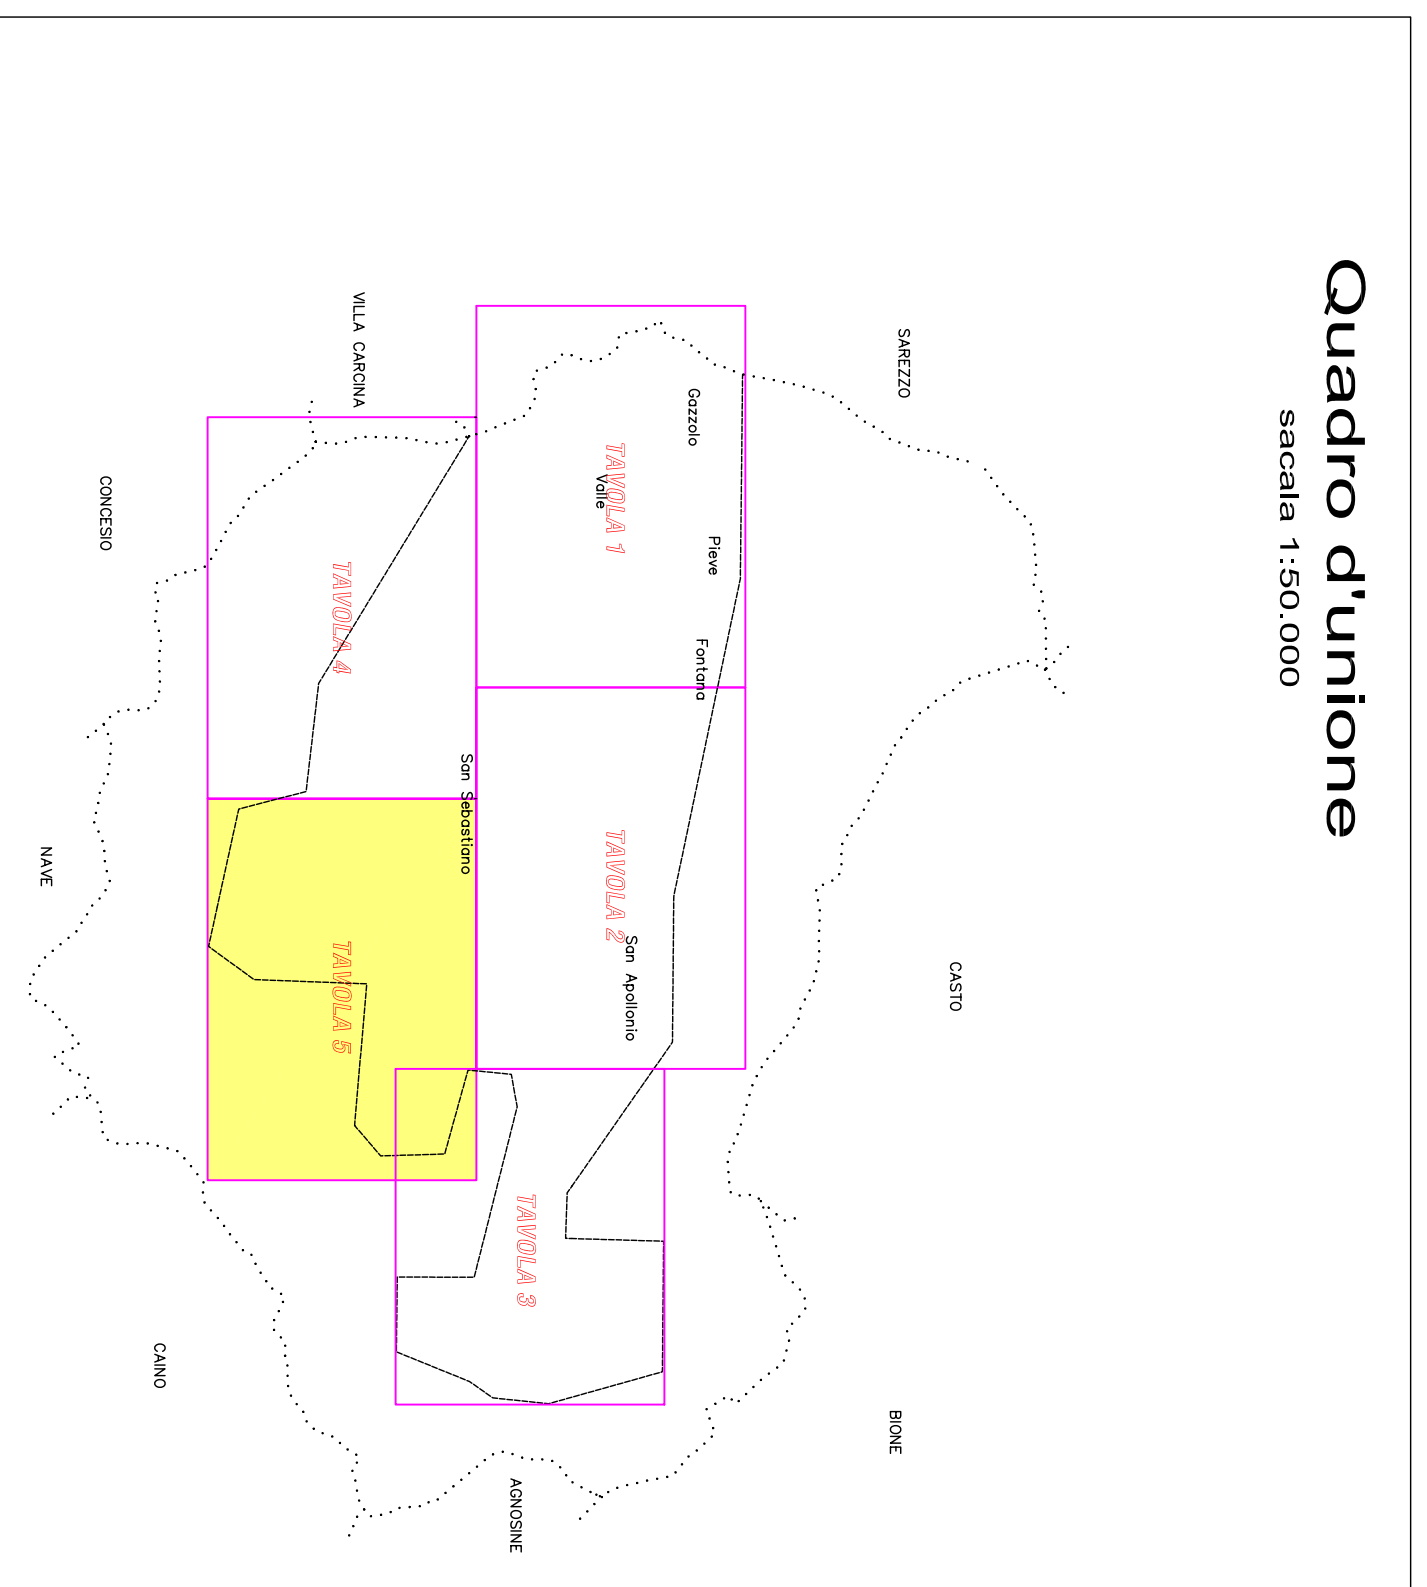 Quadro d'unione
sacala 1:50.000
SAREZZO
CASTO
BIONE
Gazzolo
Pieve
Fontana
TAVOLA 1
Valle
TAVOLA 2
San Apollonio
TAVOLA 3
AGNOSINE
San Sebastiano
VILLA CARCINA
TAVOLA 4
TAVOLA 5
CONCESIO
CAINO
NAVE